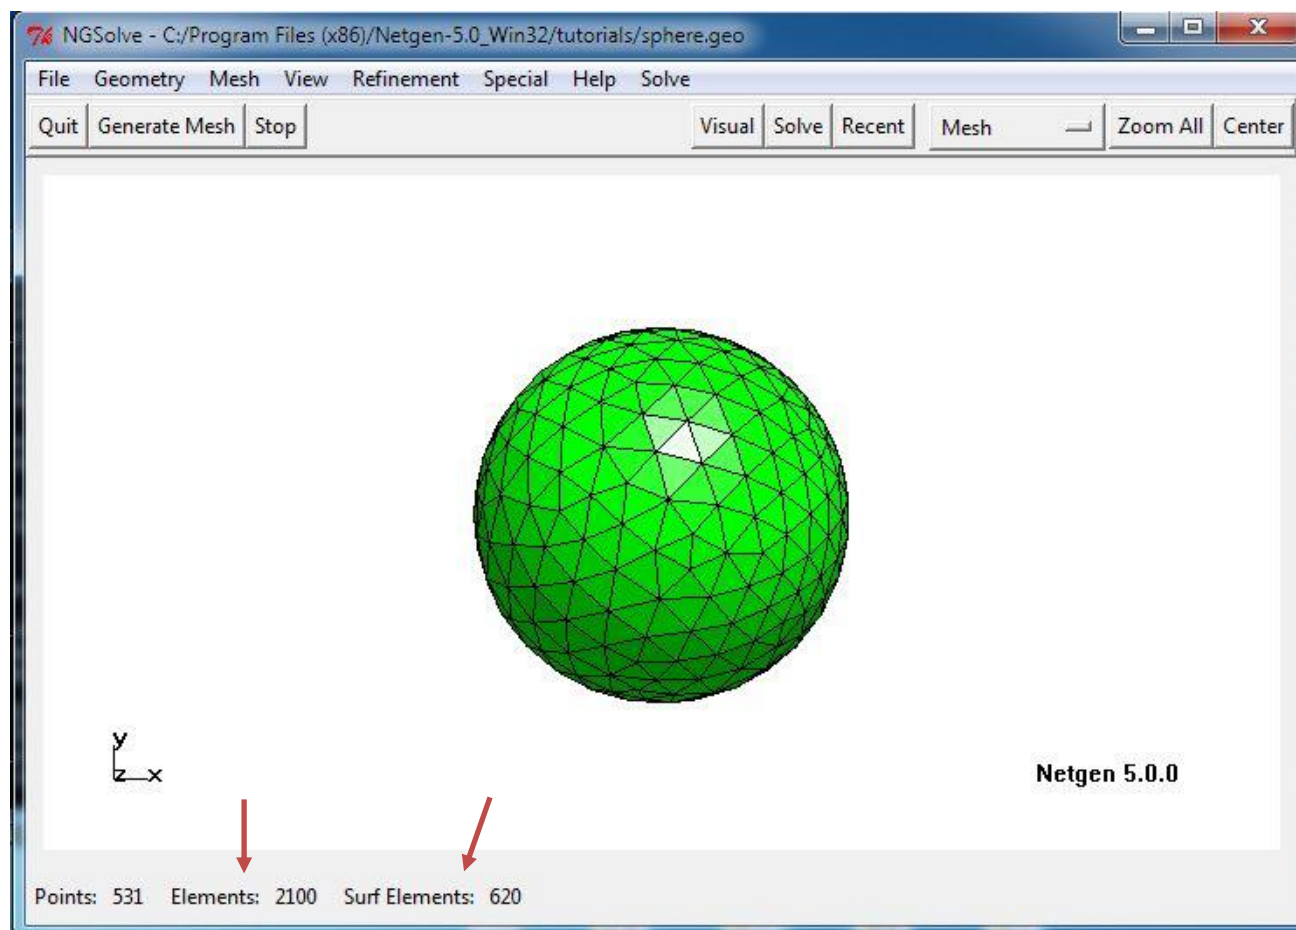 NGSolve - C:/Program Files (x86)/Netgen-5.0_Win32/tutorials/sphere.geo
File Geometry Mesh View Refinement Special Help Solve
Quit Generate Mesh Stop Visual Solve Recent Mesh Zoom All Center
y
z x
Netgen 5.0.0
Points: 531 Elements: 2100 Surf Elements: 620